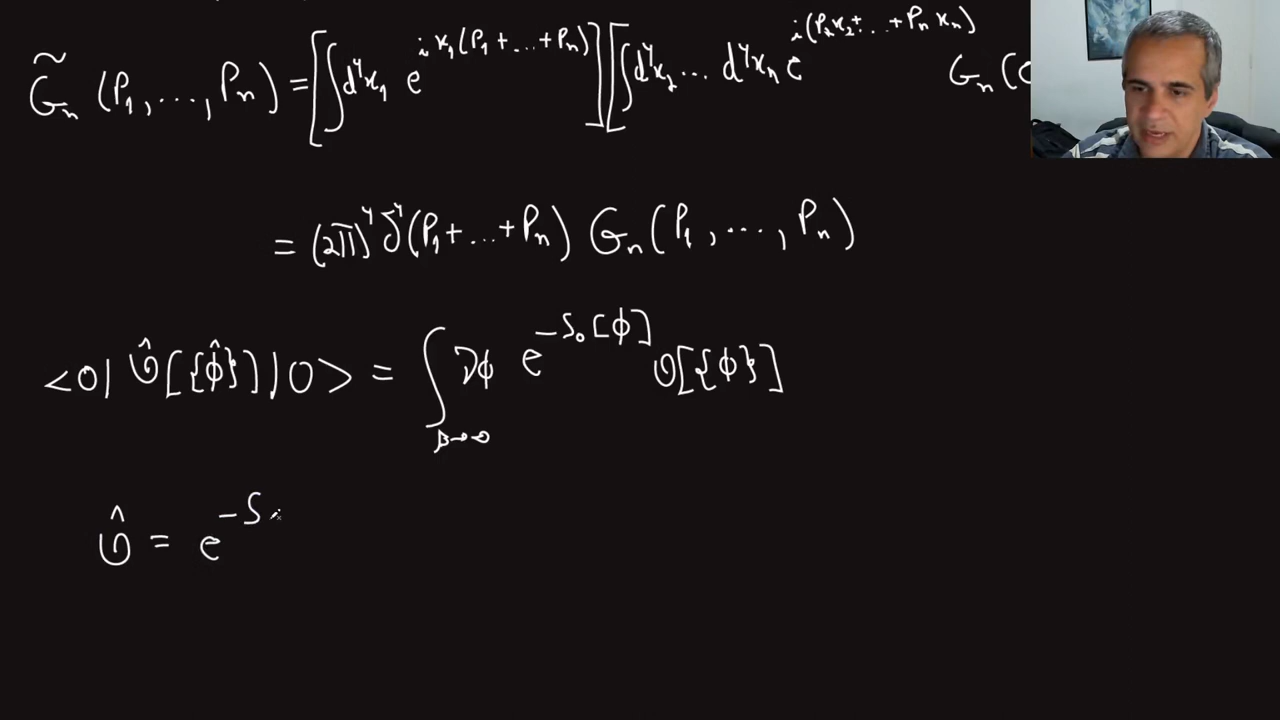 G̃ₙ (P₁, ..., Pₙ) = [∫d⁴x₁ e^{i x₁(P₁+...+Pₙ)}][∫d⁴x₂ ... d⁴xₙ e^{i(P₂x₂+...+Pₙxₙ)} Gₙ(
= (2π)⁴ δ⁴(P₁+...+Pₙ) Gₙ(P₁, ..., Pₙ)
<0| Ô[{φ̂}] |0> = ∫_{β→∞} Dφ e^{-S₀[φ]} O[{φ}]
Ô = e^{-S